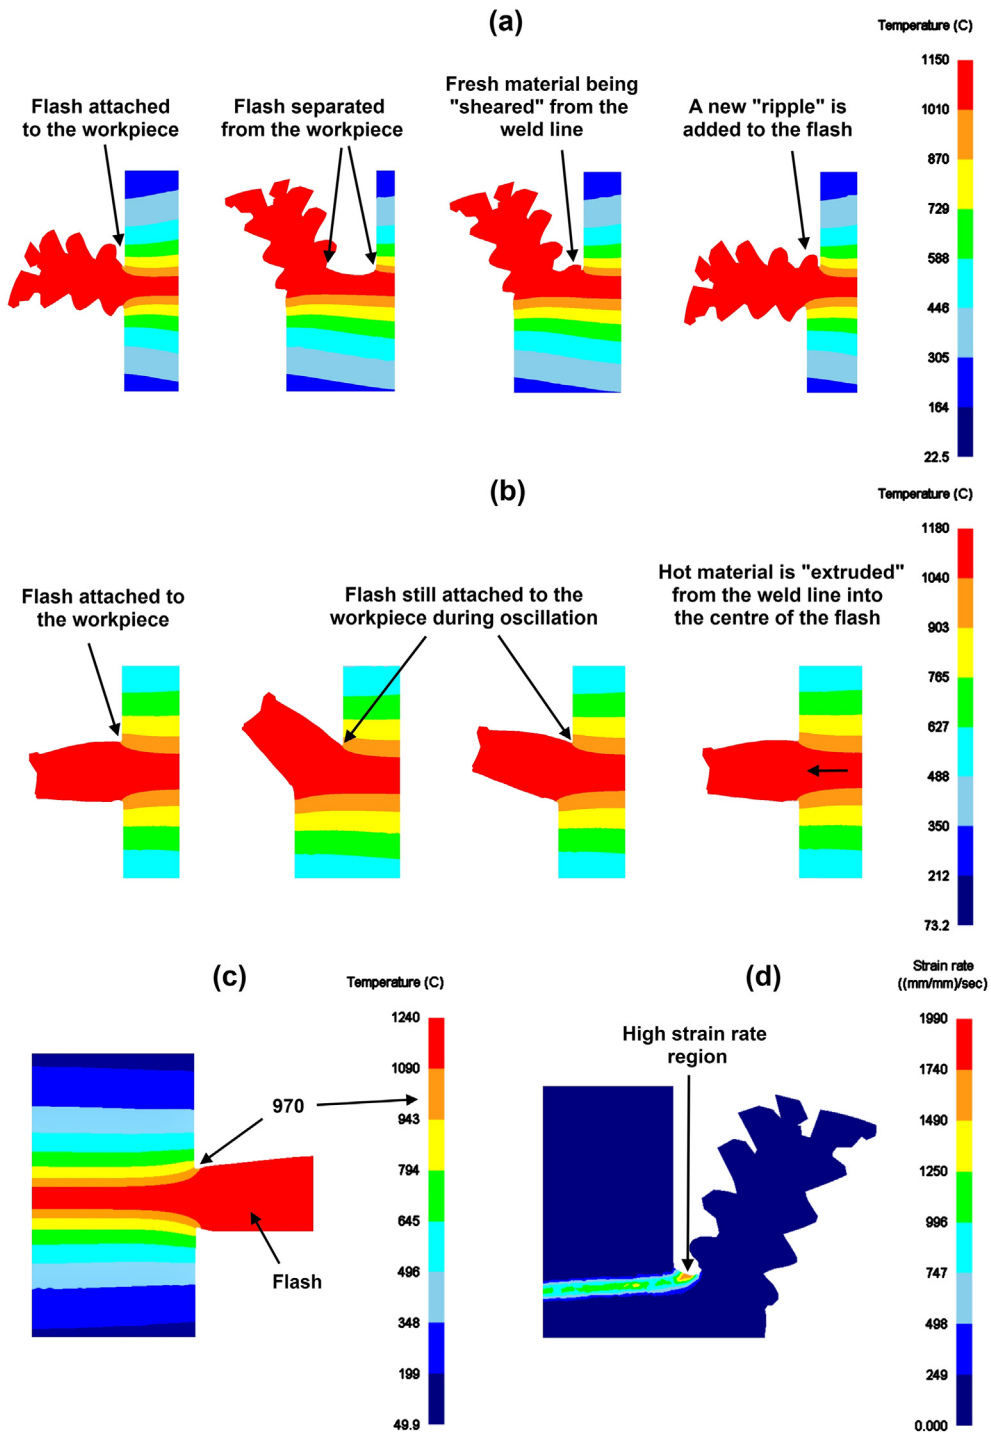 (a)
Temperature (C)
Flash attached
to the workpiece
Flash separated
from the workpiece
Fresh material being
"sheared" from the
weld line
A new "ripple" is
added to the flash
1150
1010
870
729
588
446
305
164
22.5
(b)
Temperature (C)
Flash attached to
the workpiece
Flash still attached to the
workpiece during oscillation
Hot material is "extruded"
from the weld line into
the centre of the flash
1180
1040
903
765
627
488
350
212
73.2
(c)
Temperature (C)
970
Flash
1240
1090
943
794
645
496
348
199
49.9
(d)
Strain rate
((mm/mm)/sec)
High strain rate
region
1990
1740
1490
1250
996
747
498
249
0.000